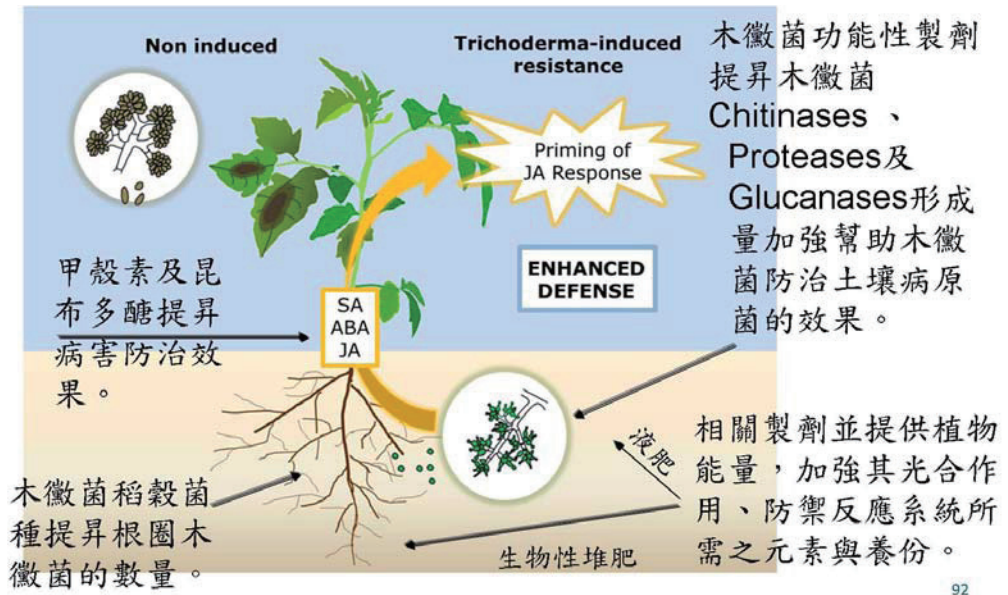 Non induced
Trichoderma-induced
resistance
Priming of
JA Response
ENHANCED
DEFENSE
SA
ABA
JA
木黴菌功能性製劑
提昇木黴菌
Chitinases 、
Proteases及
Glucanases形成
量加強幫助木黴
菌防治土壤病原
菌的效果。
甲殼素及昆
布多醣提昇
病害防治效
果。
相關製劑並提供植物
能量，加強其光合作
用、防禦反應系統所
需之元素與養份。
液肥
木黴菌稻穀菌
種提昇根圈木
黴菌的數量。
生物性堆肥
92